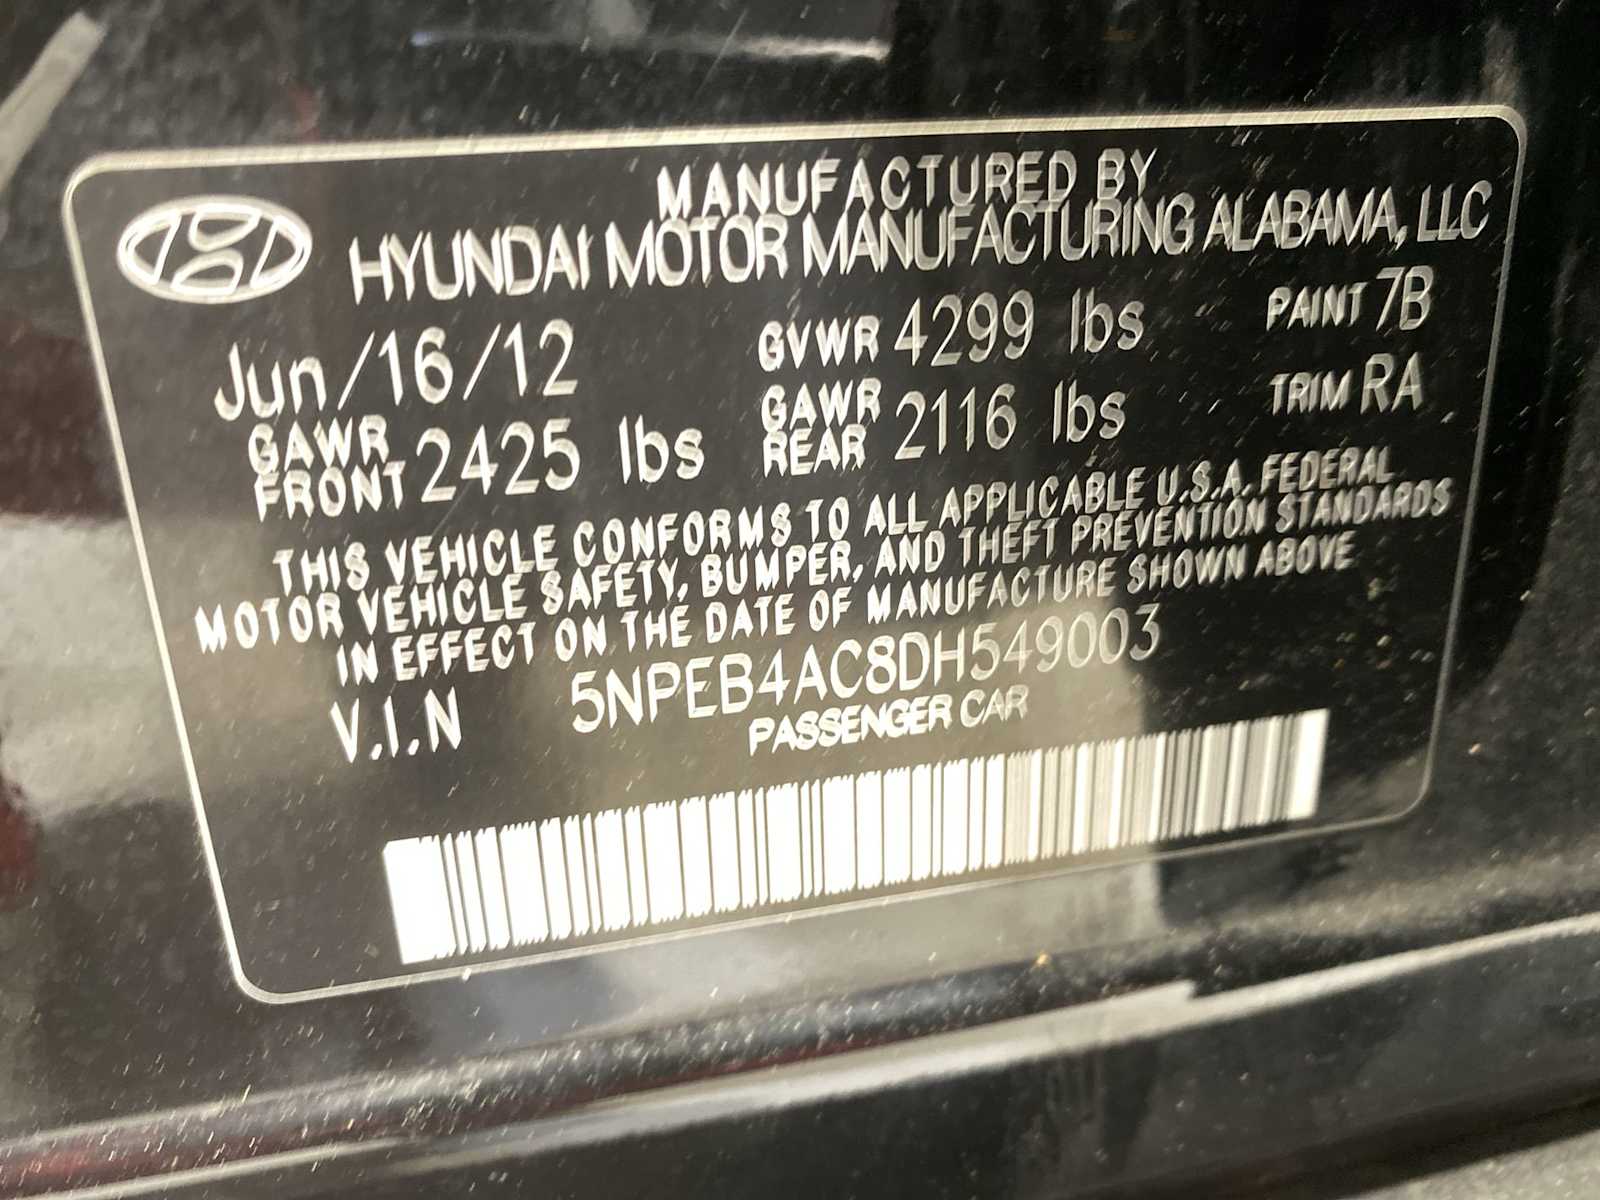 MANUFACTURED BY
HYUNDAI MOTOR MANUFACTURING ALABAMA, LLC
Jun/16/12 GVWR 4299 lbs PAINT 7B
GAWR FRONT 2425 lbs GAWR REAR 2116 lbs TRIM RA
THIS VEHICLE CONFORMS TO ALL APPLICABLE U.S.A. FEDERAL
MOTOR VEHICLE SAFETY, BUMPER, AND THEFT PREVENTION STANDARDS
IN EFFECT ON THE DATE OF MANUFACTURE SHOWN ABOVE
V.I.N 5NPEB4AC8DH549003
PASSENGER CAR